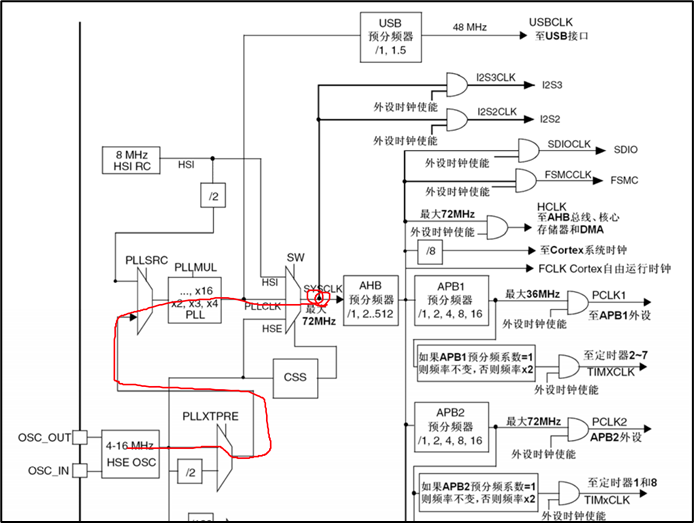 USB
预分频器
/1, 1.5
48 MHz
USBCLK
至USB接口
I2S3CLK
I2S3
外设时钟使能
I2S2CLK
I2S2
外设时钟使能
SDIOCLK
SDIO
外设时钟使能
FSMCCLK
FSMC
外设时钟使能
8 MHz
HSI RC
HSI
/2
最大72MHz
外设时钟使能
HCLK
至AHB总线、核心
存储器和DMA
/8
至Cortex系统时钟
FCLK Cortex自由运行时钟
PLLSRC
PLLMUL
..., x16
x2, x3, x4
PLL
SW
HSI
PLLCLK
HSE
SYSCLK
最大
72MHz
AHB
预分频器
/1, 2..512
APB1
预分频器
/1, 2, 4, 8, 16
最大36MHz
外设时钟使能
PCLK1
至APB1外设
CSS
如果APB1预分频系数=1
则频率不变，否则频率x2
至定时器2~7
TIMXCLK
外设时钟使能
PLLXTPRE
OSC_OUT
OSC_IN
4-16 MHz
HSE OSC
/2
APB2
预分频器
/1, 2, 4, 8, 16
最大72MHz
外设时钟使能
PCLK2
APB2外设
如果APB2预分频系数=1
则频率不变，否则频率x2
至定时器1和8
TIMxCLK
外设时钟使能